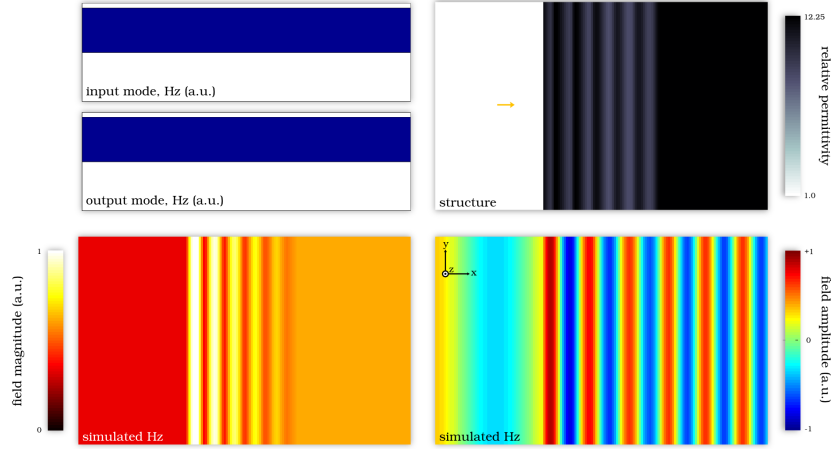 input mode, Hz (a.u.)
output mode, Hz (a.u.)
structure
12.25
1.0
relative permittivity
field magnitude (a.u.)
1
0
simulated Hz
y
z
x
simulated Hz
+1
0
-1
field amplitude (a.u.)